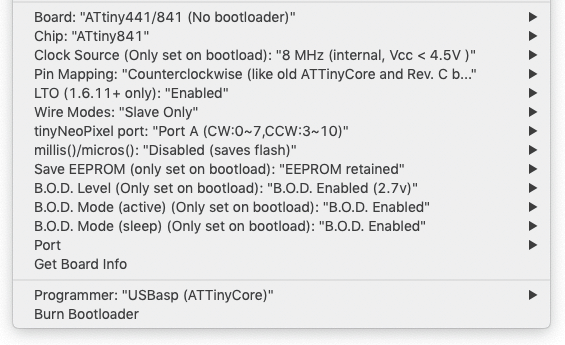 Board: "ATtiny441/841 (No bootloader)"
Chip: "ATtiny841"
Clock Source (Only set on bootload): "8 MHz (internal, Vcc < 4.5V )"
Pin Mapping: "Counterclockwise (like old ATTinyCore and Rev. C b..."
LTO (1.6.11+ only): "Enabled"
Wire Modes: "Slave Only"
tinyNeoPixel port: "Port A (CW:0~7,CCW:3~10)"
millis()/micros(): "Disabled (saves flash)"
Save EEPROM (only set on bootload): "EEPROM retained"
B.O.D. Level (Only set on bootload): "B.O.D. Enabled (2.7v)"
B.O.D. Mode (active) (Only set on bootload): "B.O.D. Enabled"
B.O.D. Mode (sleep) (Only set on bootload): "B.O.D. Enabled"
Port
Get Board Info
Programmer: "USBasp (ATTinyCore)"
Burn Bootloader